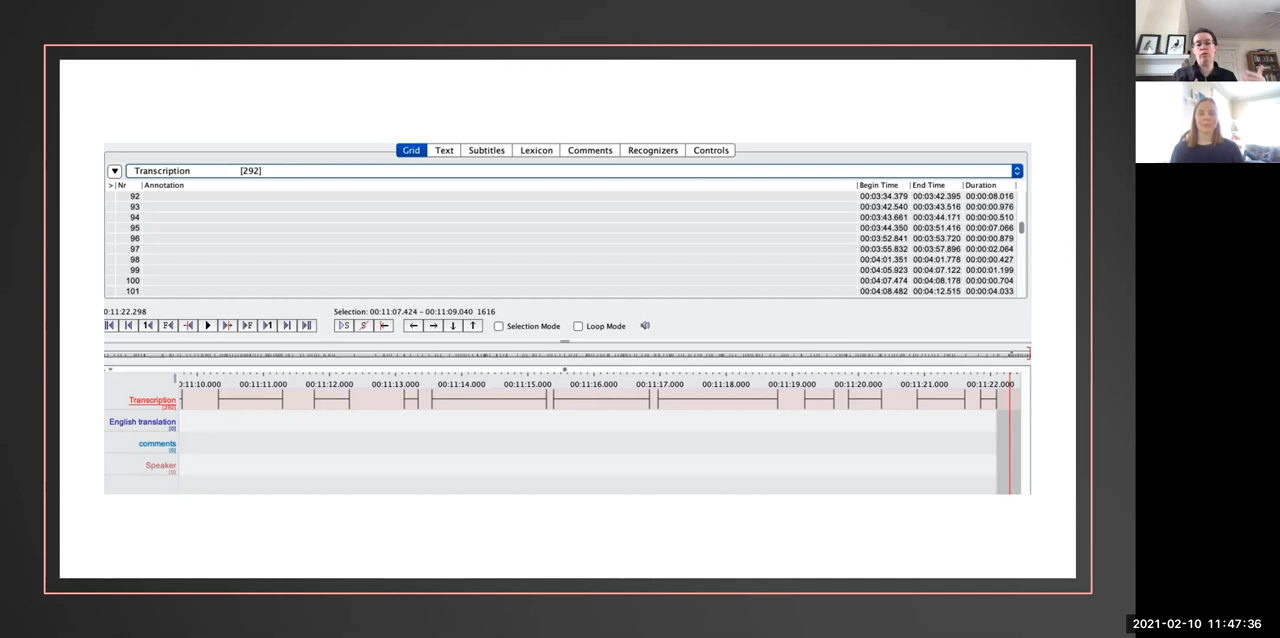 Grid Text Subtitles Lexicon Comments Recognizers Controls
Transcription [292]
> Nr Annotation Begin Time End Time Duration
92 00:03:34.379 00:03:42.395 00:00:08.016
93 00:03:42.540 00:03:43.516 00:00:00.976
94 00:03:43.661 00:03:44.171 00:00:00.510
95 00:03:44.350 00:03:51.416 00:00:07.066
96 00:03:52.841 00:03:53.720 00:00:00.879
97 00:03:55.832 00:03:57.896 00:00:02.064
98 00:04:01.351 00:04:01.778 00:00:00.427
99 00:04:05.923 00:04:07.122 00:00:01.199
100 00:04:07.474 00:04:08.178 00:00:00.704
101 00:04:08.482 00:04:12.515 00:00:04.033
0:11:22.298 Selection: 00:11:07.424 - 00:11:09.040 1616
Selection Mode Loop Mode
):11:10.000 00:11:11.000 00:11:12.000 00:11:13.000 00:11:14.000 00:11:15.000 00:11:16.000 00:11:17.000 00:11:18.000 00:11:19.000 00:11:20.000 00:11:21.000 00:11:22.000
Transcription
[292]
English translation
[0]
comments
[0]
Speaker
[0]
2021-02-10 11:47:36